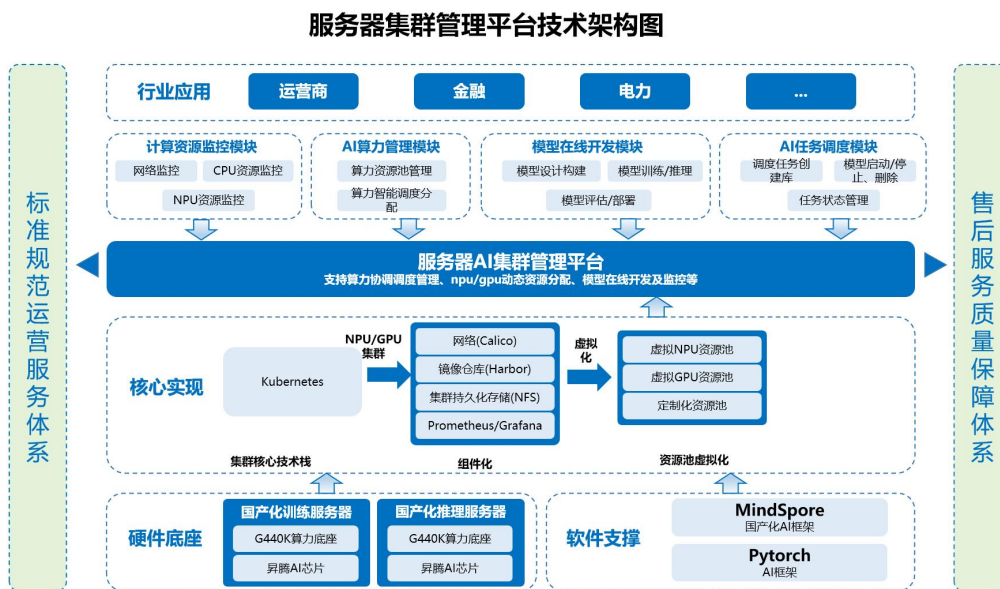 服务器集群管理平台技术架构图
标准规范运营服务体系
售后服务质量保障体系
行业应用
运营商
金融
电力
...
计算资源监控模块
网络监控
CPU资源监控
NPU资源监控
AI算力管理模块
算力资源池管理
算力智能调度分
配
模型在线开发模块
模型设计构建
模型训练/推理
模型评估/部署
AI任务调度模块
调度任务创
建库
模型启动/停
止、删除
任务状态管理
服务器AI集群管理平台
支持算力协调调度管理、npu/gpu动态资源分配、模型在线开发及监控等
核心实现
Kubernetes
NPU/GPU
集群
网络(Calico)
镜像仓库(Harbor)
集群持久化存储(NFS)
Prometheus/Grafana
虚拟
化
虚拟NPU资源池
虚拟GPU资源池
定制化资源池
集群核心技术栈
组件化
资源池虚拟化
硬件底座
国产化训练服务器
G440K算力底座
昇腾AI芯片
国产化推理服务器
G440K算力底座
昇腾AI芯片
软件支撑
MindSpore
国产化AI框架
Pytorch
AI框架